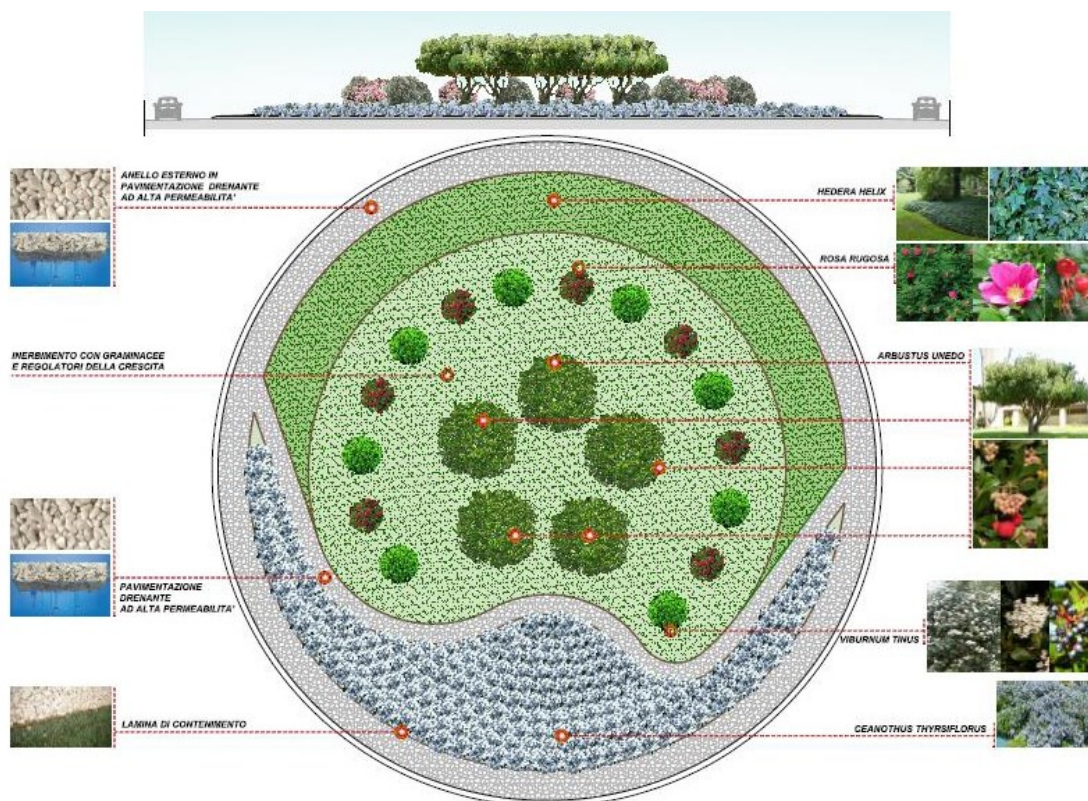 ANELLO ESTERNO IN
PAVIMENTAZIONE DRENANTE
AD ALTA PERMEABILITA'
HEDERA HELIX
ROSA RUGOSA
INERBIMENTO CON GRAMINACEE
E REGOLATORI DELLA CRESCITA
ARBUSTUS UNEDO
PAVIMENTAZIONE
DRENANTE
AD ALTA PERMEABILITA'
VIBURNUM TINUS
LAMINA DI CONTENIMENTO
CEANOTHUS THYRSIFLORUS